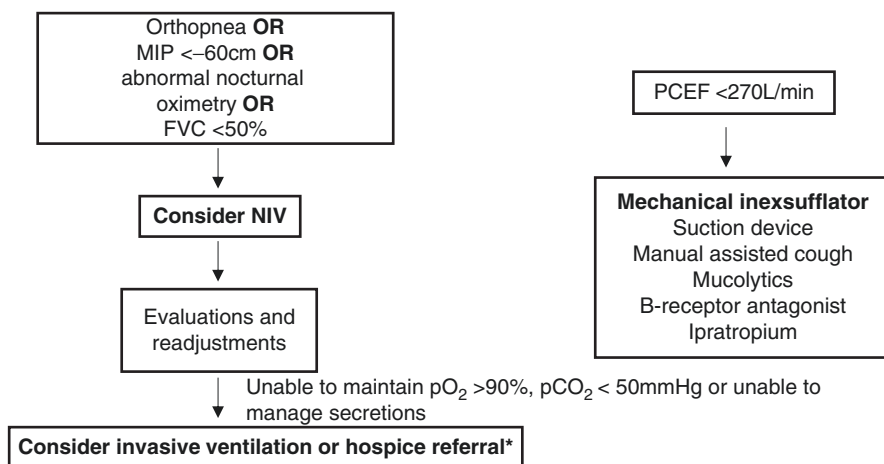 Orthopnea OR
MIP <–60cm OR
abnormal nocturnal
oximetry OR
FVC <50%
Consider NIV
Evaluations and
readjustments
Unable to maintain pO2 >90%, pCO2 < 50mmHg or unable to
manage secretions
Consider invasive ventilation or hospice referral*
PCEF <270L/min
Mechanical inexsufflator
Suction device
Manual assisted cough
Mucolytics
B-receptor antagonist
Ipratropium